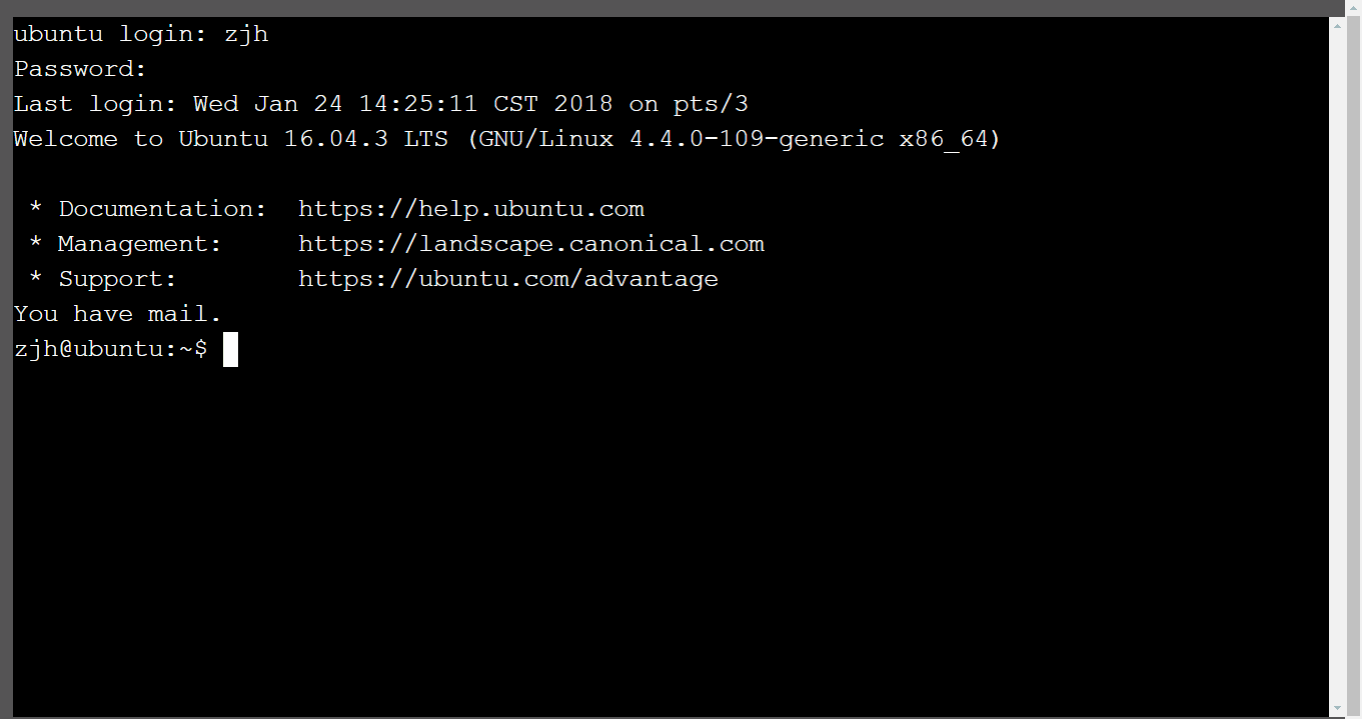 ubuntu login: zjh
Password:
Last login: Wed Jan 24 14:25:11 CST 2018 on pts/3
Welcome to Ubuntu 16.04.3 LTS (GNU/Linux 4.4.0-109-generic x86_64)
* Documentation:  https://help.ubuntu.com
* Management:     https://landscape.canonical.com
* Support:        https://ubuntu.com/advantage
You have mail.
zjh@ubuntu:~$